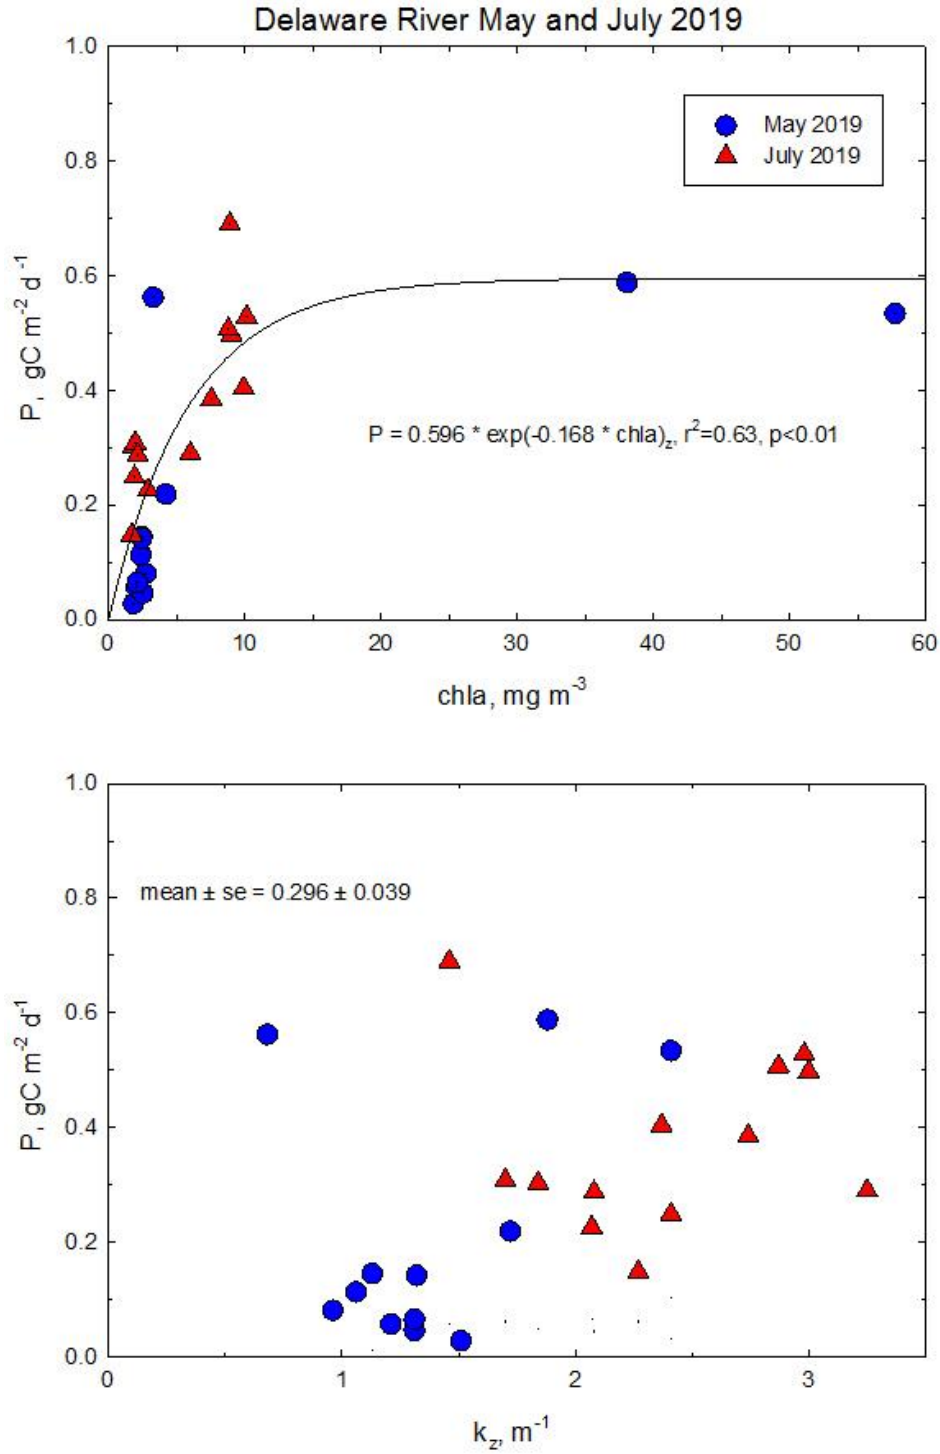 Delaware River May and July 2019
1.0
0.8
0.6
0.4
0.2
0.0
P, gC m⁻² d⁻¹
May 2019
July 2019
P = 0.596 * exp(-0.168 * chla)z, r²=0.63, p<0.01
0 10 20 30 40 50 60
chla, mg m⁻³
1.0
0.8
0.6
0.4
0.2
0.0
P, gC m⁻² d⁻¹
mean ± se = 0.296 ± 0.039
0 1 2 3
kz, m⁻¹